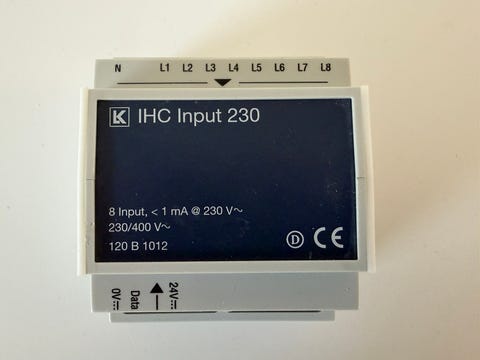 N L1 L2 L3 L4 L5 L6 L7 L8
LK IHC Input 230
8 Input, < 1 mA @ 230 V~
230/400 V~
120 B 1012
D CE
0V⎓ Data 24V⎓